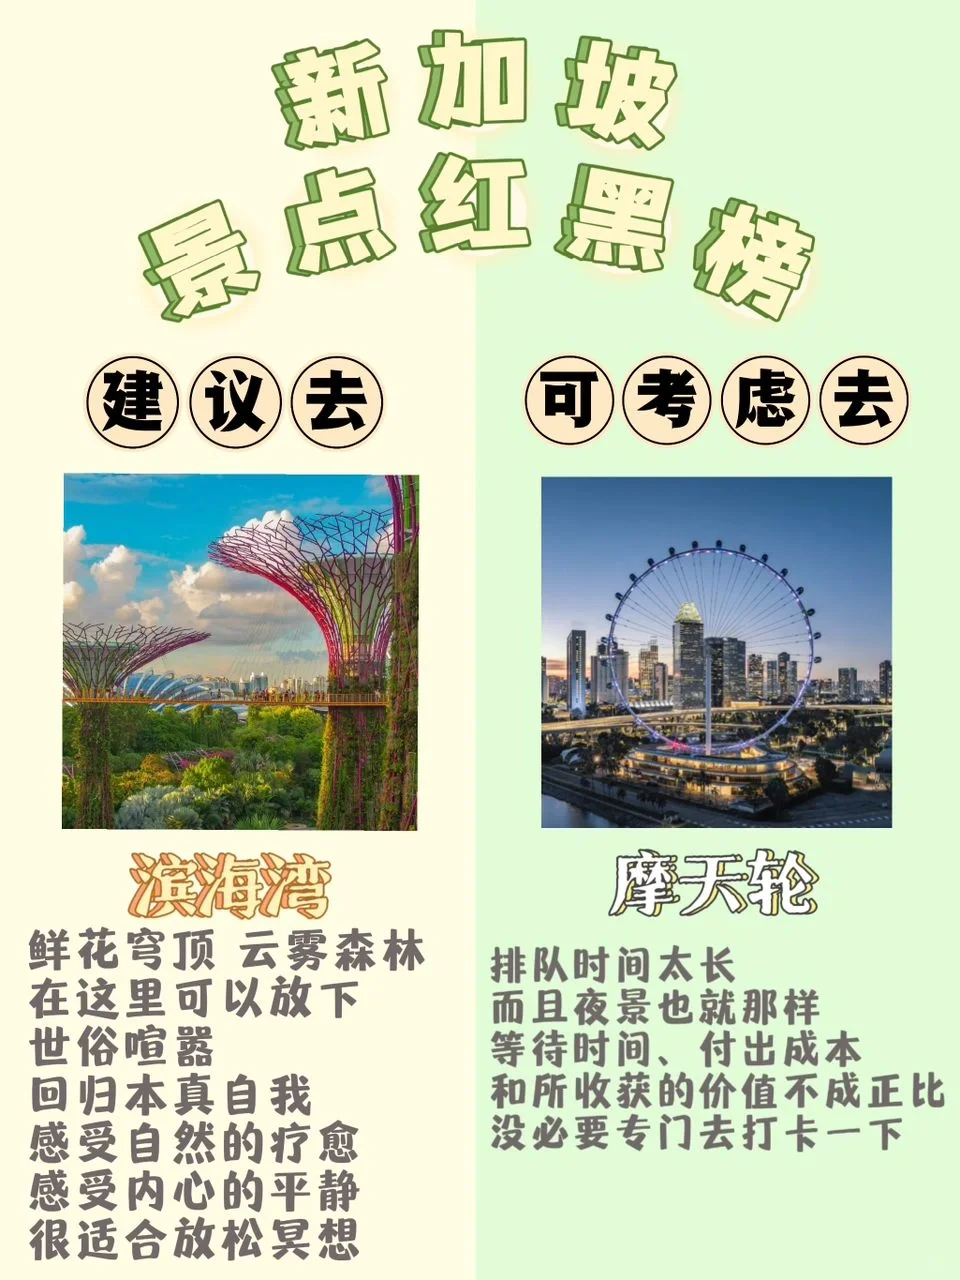 新加坡
景点红黑榜
建议去
可考虑去
滨海湾
鲜花穹顶 云雾森林
在这里可以放下
世俗喧嚣
回归本真自我
感受自然的疗愈
感受内心的平静
很适合放松冥想
摩天轮
排队时间太长
而且夜景也就那样
等待时间、付出成本
和所收获的价值不成正比
没必要专门去打卡一下